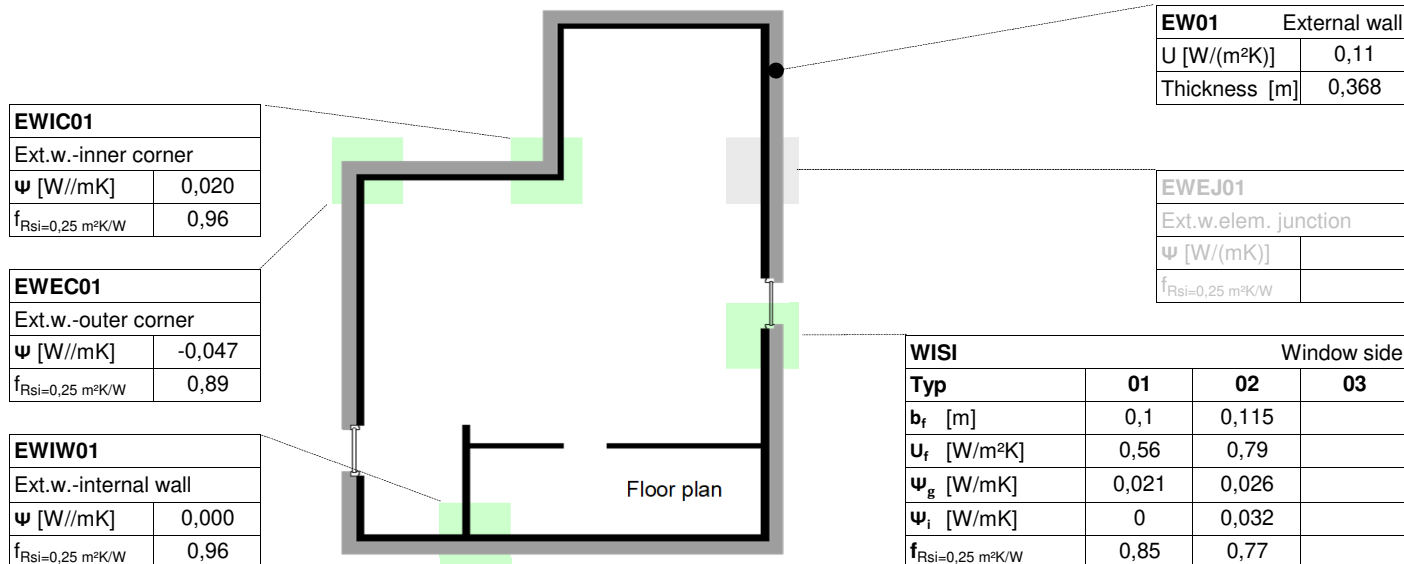 EW01 External wall
U [W/(m²K)] 0,11
Thickness [m] 0,368
EWIC01
Ext.w.-inner corner
Ψ [W//mK] 0,020
fRsi=0,25 m²K/W 0,96
EWEC01
Ext.w.-outer corner
Ψ [W//mK] -0,047
fRsi=0,25 m²K/W 0,89
EWIW01
Ext.w.-internal wall
Ψ [W//mK] 0,000
fRsi=0,25 m²K/W 0,96
Floor plan
EWEJ01
Ext.w.elem. junction
Ψ [W/(mK)]
fRsi=0,25 m²K/W
WISI Window side
Typ 01 02 03
bf [m] 0,1 0,115
Uf [W/m²K] 0,56 0,79
Ψg [W/mK] 0,021 0,026
Ψi [W/mK] 0 0,032
fRsi=0,25 m²K/W 0,85 0,77